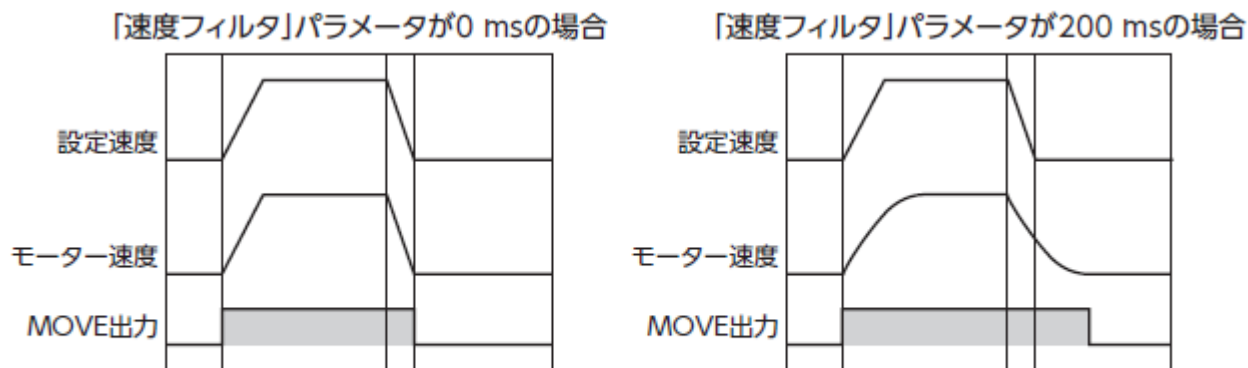 「速度フィルタ」パラメータが0 msの場合
設定速度
モーター速度
MOVE出力
「速度フィルタ」パラメータが200 msの場合
設定速度
モーター速度
MOVE出力